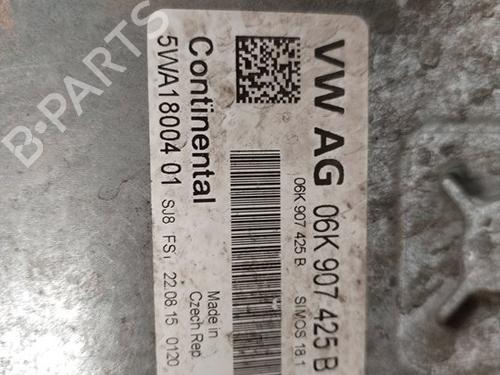 VW AG 06K 907 425 B
06K 907 425 B SIMOS 18.1
Made in
Czech Rep.
Continental
5WA18004 01 SJ8 FS1 22.08.15 0120
B-PARTS